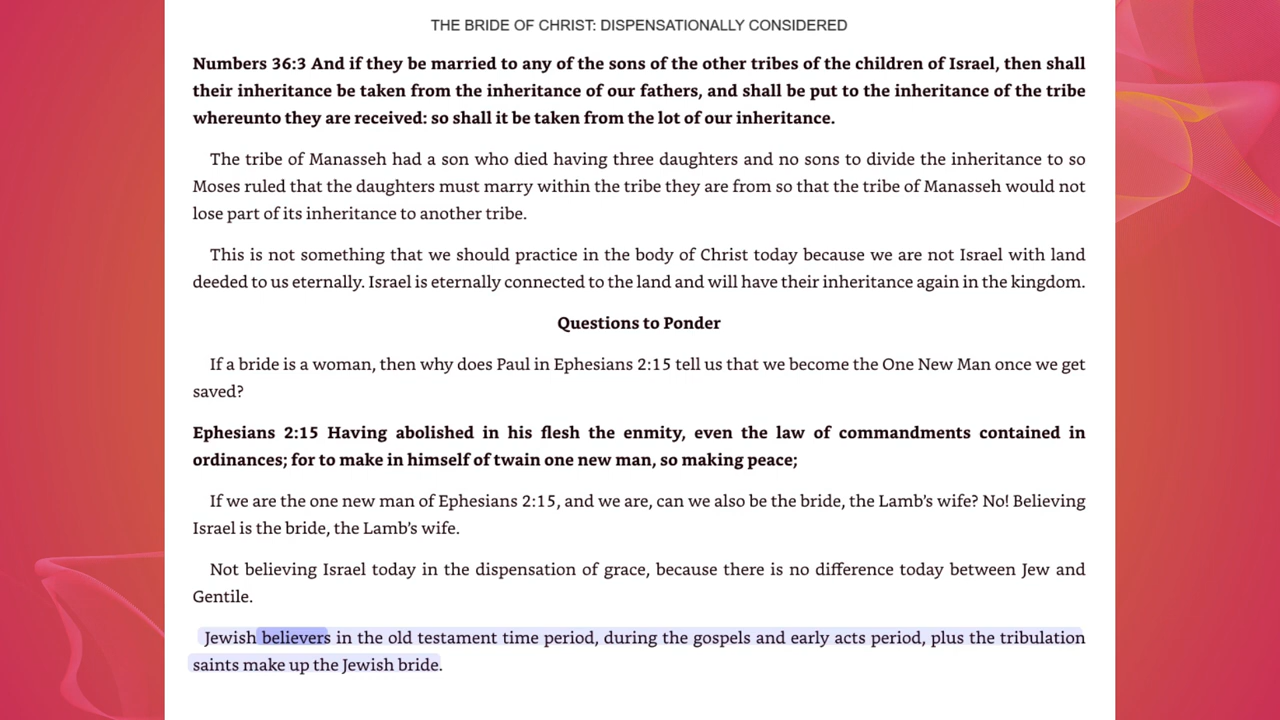 THE BRIDE OF CHRIST: DISPENSATIONALLY CONSIDERED
Numbers 36:3 And if they be married to any of the sons of the other tribes of the children of Israel, then shall
their inheritance be taken from the inheritance of our fathers, and shall be put to the inheritance of the tribe
whereunto they are received: so shall it be taken from the lot of our inheritance.
The tribe of Manasseh had a son who died having three daughters and no sons to divide the inheritance to so
Moses ruled that the daughters must marry within the tribe they are from so that the tribe of Manasseh would not
lose part of its inheritance to another tribe.
This is not something that we should practice in the body of Christ today because we are not Israel with land
deeded to us eternally. Israel is eternally connected to the land and will have their inheritance again in the kingdom.
Questions to Ponder
If a bride is a woman, then why does Paul in Ephesians 2:15 tell us that we become the One New Man once we get
saved?
Ephesians 2:15 Having abolished in his flesh the enmity, even the law of commandments contained in
ordinances; for to make in himself of twain one new man, so making peace;
If we are the one new man of Ephesians 2:15, and we are, can we also be the bride, the Lamb’s wife? No! Believing
Israel is the bride, the Lamb’s wife.
Not believing Israel today in the dispensation of grace, because there is no difference today between Jew and
Gentile.
Jewish believers in the old testament time period, during the gospels and early acts period, plus the tribulation
saints make up the Jewish bride.